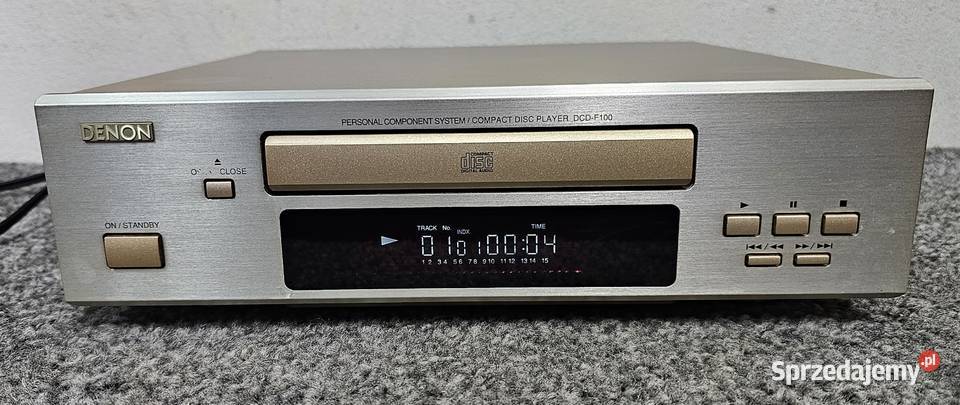 PERSONAL COMPONENT SYSTEM / COMPACT DISC PLAYER DCD-F100
DENON
COMPACT
disc
DIGITAL AUDIO
CLOSE
ON / STANDBY
TRACK No. INDX TIME
01 01 00:04
1 2 3 4 5 6 7 8 9 10 11 12 13 14 15
Sprzedajemy.pl